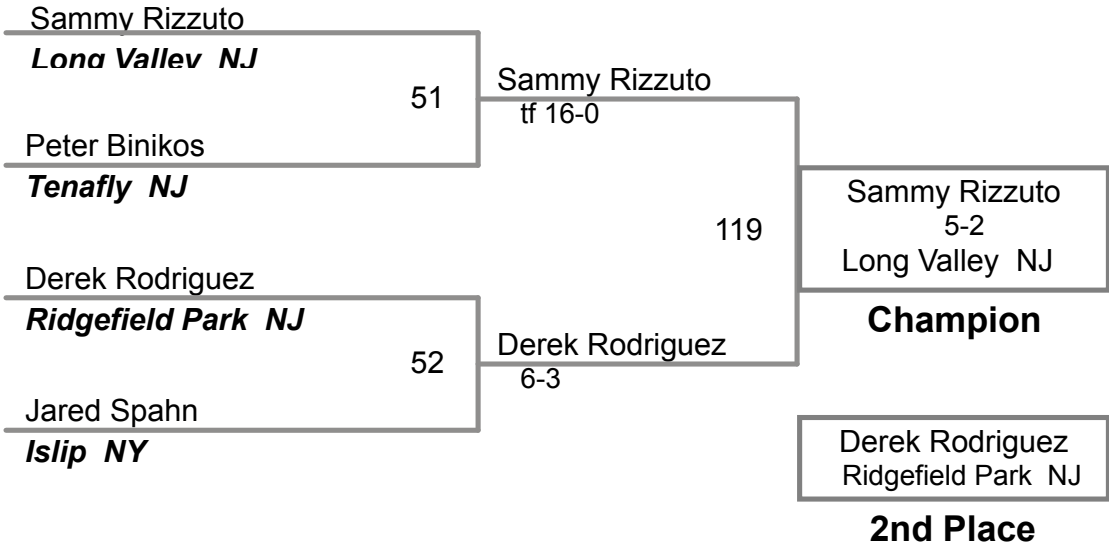 Sammy Rizzuto
Long Valley NJ
51
Peter Binikos
Tenafly NJ
Sammy Rizzuto
tf 16-0
Derek Rodriguez
Ridgefield Park NJ
52
Jared Spahn
Islip NY
Derek Rodriguez
6-3
119
Sammy Rizzuto
5-2
Long Valley NJ
Champion
Derek Rodriguez
Ridgefield Park NJ
2nd Place